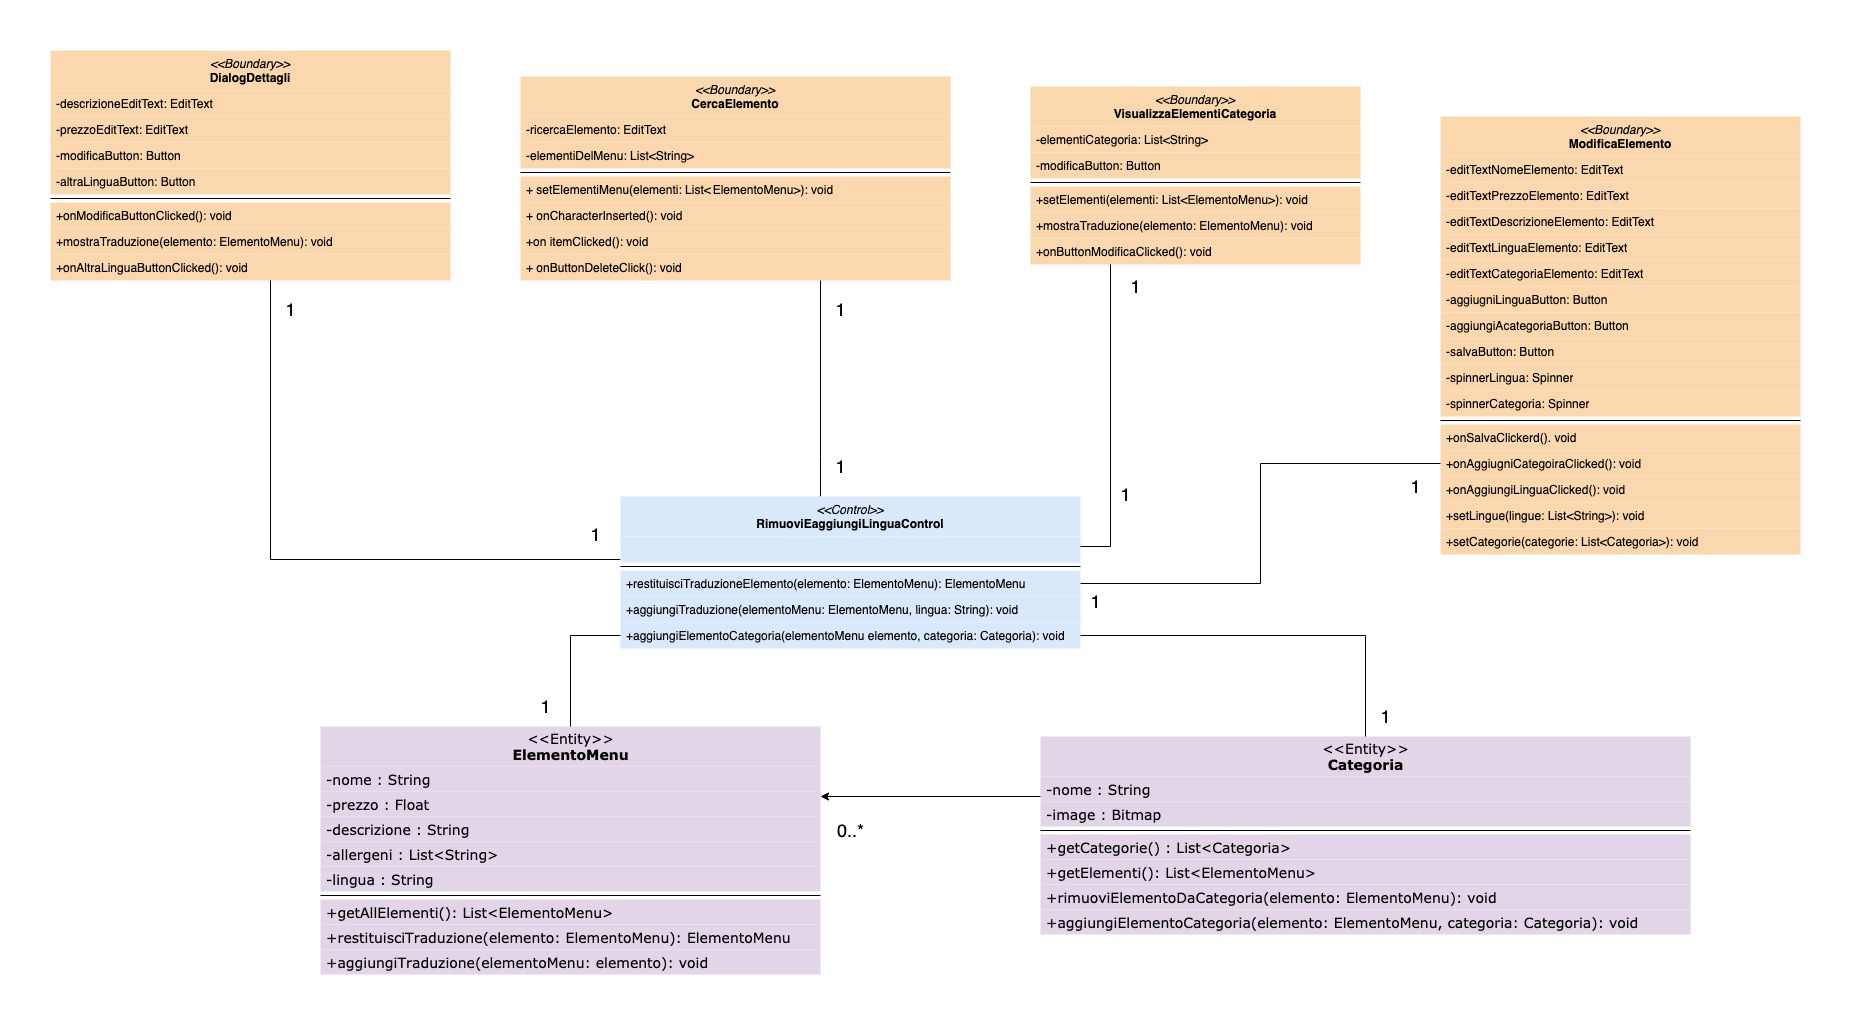 <<Boundary>>
DialogDettagli
-descrizioneEditText: EditText
-prezzoEditText: EditText
-modificaButton: Button
-altraLinguaButton: Button
+onModificaButtonClicked(): void
+mostraTraduzione(elemento: ElementoMenu): void
+onAltraLinguaButtonClicked(): void
1
<<Boundary>>
CercaElemento
-ricercaElemento: EditText
-elementiDelMenu: List<String>
+ setElementiMenu(elementi: List<ElementoMenu>): void
+ onCharacterInserted(): void
+on itemClicked(): void
+ onButtonDeleteClick(): void
1
1
<<Boundary>>
VisualizzaElementiCategoria
-elementiCategoria: List<String>
-modificaButton: Button
+setElementi(elementi: List<ElementoMenu>): void
+mostraTraduzione(elemento: ElementoMenu): void
+onButtonModificaClicked(): void
1
1
<<Boundary>>
ModificaElemento
-editTextNomeElemento: EditText
-editTextPrezzoElemento: EditText
-editTextDescrizioneElemento: EditText
-editTextLinguaElemento: EditText
-editTextCategoriaElemento: EditText
-aggiugniLinguaButton: Button
-aggiungiAcategoriaButton: Button
-salvaButton: Button
-spinnerLingua: Spinner
-spinnerCategoria: Spinner
+onSalvaClickerd(). void
+onAggiugniCategoiraClicked(): void
+onAggiungiLinguaClicked(): void
+setLingue(lingue: List<String>): void
+setCategorie(categorie: List<Categoria>): void
1
1
<<Control>>
RimuoviEaggiungiLinguaControl
+restituisciTraduzioneElemento(elemento: ElementoMenu): ElementoMenu
+aggiungiTraduzione(elementoMenu: ElementoMenu, lingua: String): void
+aggiungiElementoCategoria(elementoMenu elemento, categoria: Categoria): void
1
1
<<Entity>>
ElementoMenu
-nome : String
-prezzo : Float
-descrizione : String
-allergeni : List<String>
-lingua : String
+getAllElementi(): List<ElementoMenu>
+restituisciTraduzione(elemento: ElementoMenu): ElementoMenu
+aggiungiTraduzione(elementoMenu: elemento): void
0..*
1
<<Entity>>
Categoria
-nome : String
-image : Bitmap
+getCategorie() : List<Categoria>
+getElementi(): List<ElementoMenu>
+rimuoviElementoDaCategoria(elemento: ElementoMenu): void
+aggiungiElementoCategoria(elemento: ElementoMenu, categoria: Categoria): void